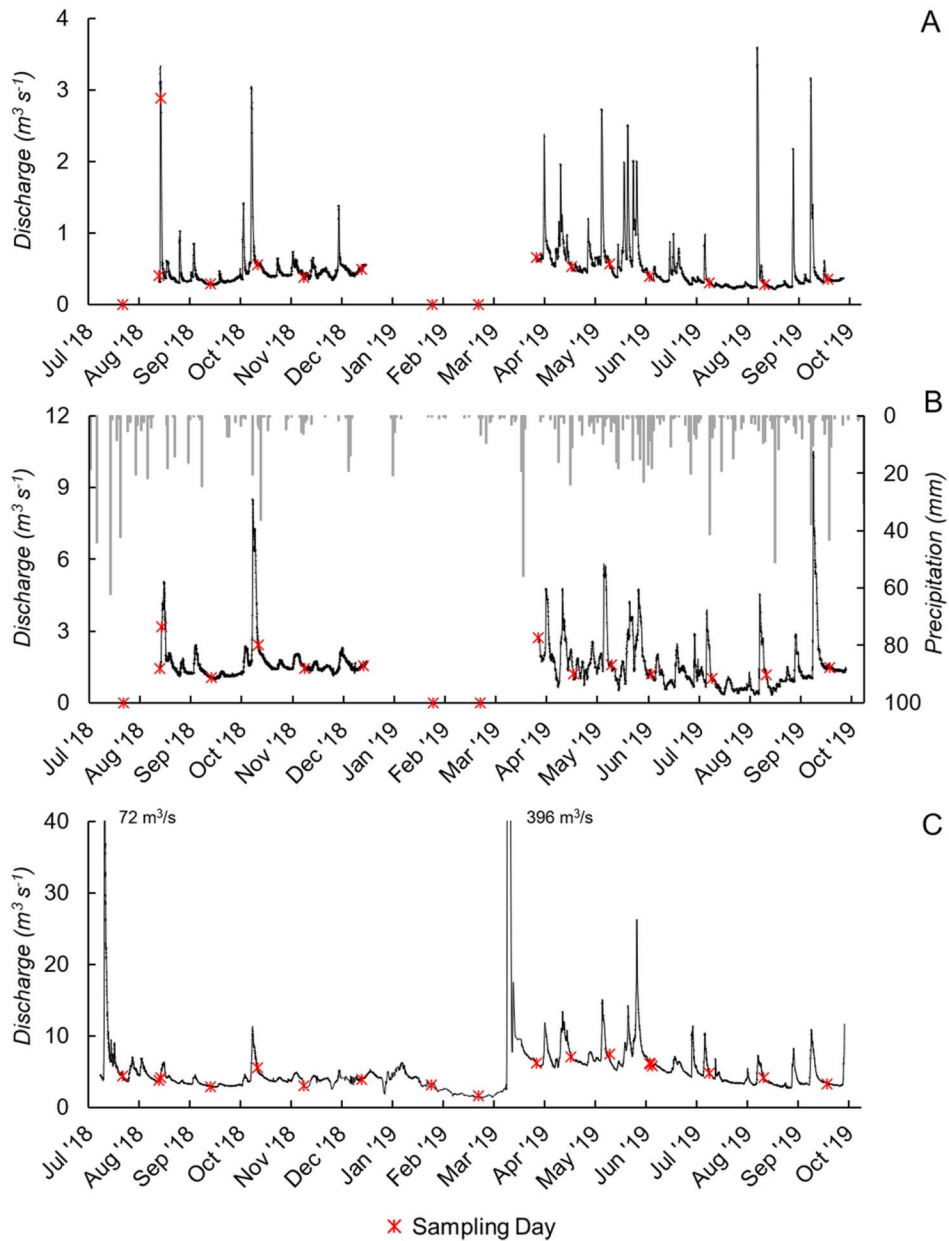 A
4
3
2
1
0
Discharge (m³ s⁻¹)
Jul '18 Aug '18 Sep '18 Oct '18 Nov '18 Dec '18 Jan '19 Feb '19 Mar '19 Apr '19 May '19 Jun '19 Jul '19 Aug '19 Sep '19 Oct '19
B
12 0
9 20
40
6
60
3
80
0 100
Discharge (m³ s⁻¹)
Precipitation (mm)
Jul '18 Aug '18 Sep '18 Oct '18 Nov '18 Dec '18 Jan '19 Feb '19 Mar '19 Apr '19 May '19 Jun '19 Jul '19 Aug '19 Sep '19 Oct '19
72 m³/s 396 m³/s C
40
30
20
10
0
Discharge (m³ s⁻¹)
Jul '18 Aug '18 Sep '18 Oct '18 Nov '18 Dec '18 Jan '19 Feb '19 Mar '19 Apr '19 May '19 Jun '19 Jul '19 Aug '19 Sep '19 Oct '19
Sampling Day